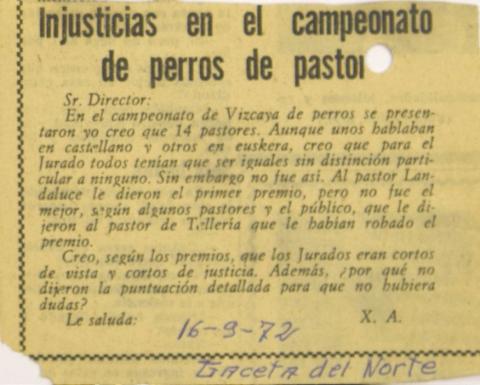 Injusticias en el campeonato
de perros de pastor
Sr. Director:
En el campeonato de Vizcaya de perros se presen-
taron yo creo que 14 pastores. Aunque unos hablaban
en castellano y otros en euskera, creo que para el
Jurado todos tenian que ser iguales sin distinción parti-
cular a ninguno. Sin embargo no fue asi. Al pastor Lan-
daluce le dieron el primer premio, pero no fue el
mejor, según algunos pastores y el público, que le di-
jeron al pastor de Telleria que le habian robado el
premio.
Creo, según los premios, que los Jurados eran cortos
de vista y cortos de justicia. Además, ¿por qué no
dijeron la puntuación detallada para que no hubiera
dudas?
Le saluda: X. A.
16-9-72
Gaceta del Norte